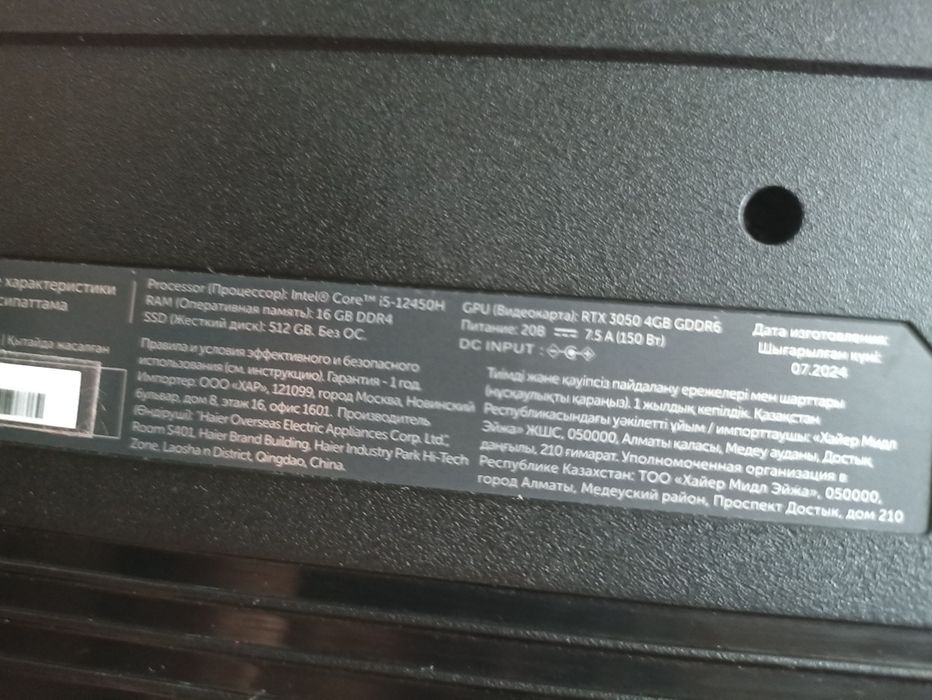 е характеристики
сипаттама
| Қытайда жасалған
Processor (Процессор): Intel® Core™ i5-12450H
RAM (Оперативная память): 16 GB DDR4
SSD (Жесткий диск): 512 GB. Без ОС.
Правила и условия эффективного и безопасного
использования (см. инструкцию). Гарантия - 1 год.
Импортер: ООО «ХАР», 121099, город Москва, Новинский
бульвар, дом 8, этаж 16, офис 1601. Производитель
(Өндіруші): "Haier Overseas Electric Appliances Corp. Ltd.",
Room S401, Haier Brand Building, Haier Industry Park Hi-Tech
Zone, Laosha n District, Qingdao, China.
GPU (Видеокарта): RTX 3050 4GB GDDR6
Питание: 20В ⎓ 7.5 A (150 Вт)
DC INPUT :
Тиімді және қауіпсіз пайдалану ережелері мен шарттары
(нұсқаулықты қараңыз). 1 жылдық кепілдік. Қазақстан
Республикасындағы уәкілетті ұйым / импорттаушы: «Хайер Мидл
Эйжа» ЖШС, 050000, Алматы қаласы, Медеу ауданы, Достық
даңғылы, 210 ғимарат. Уполномоченная организация в
Республике Казахстан: ТОО «Хайер Мидл Эйжа», 050000,
город Алматы, Медеуский район, Проспект Достык, дом 210
Дата изготовления:
Шығарылған күні:
07.2024